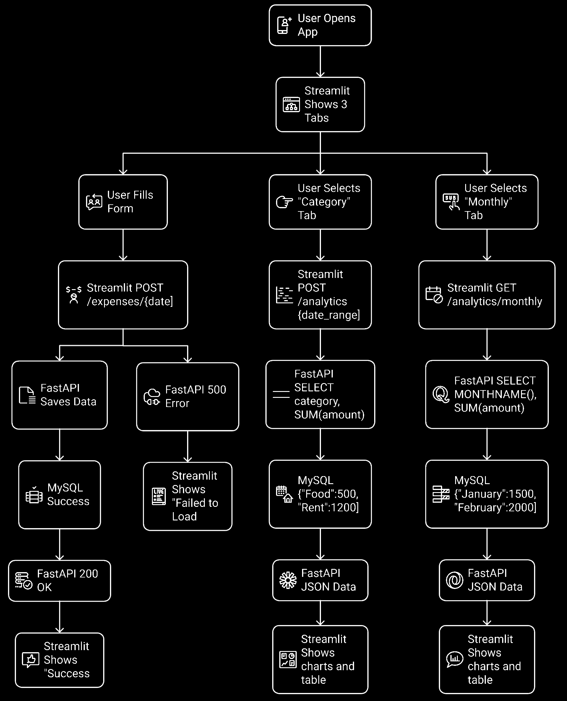 User Opens
App
Streamlit
Shows 3
Tabs
User Fills
Form
User Selects
"Category"
Tab
User Selects
"Monthly"
Tab
$-$ Streamlit POST
/expenses/{date]
Streamlit
POST
/analytics
{date_range]
Streamlit GET
/analytics/monthly
FastAPI
Saves Data
FastAPI 500
Error
FastAPI
SELECT
category,
SUM(amount)
FastAPI SELECT
MONTHNAME(),
SUM(amount)
MySQL
Success
Streamlit
Shows
"Failed to
Load
MySQL
{"Food":500,
"Rent":1200]
MySQL
{"January":1500,
"February":2000]
FastAPI 200
OK
FastAPI
JSON Data
FastAPI
JSON Data
Streamlit
Shows
"Success
Streamlit
Shows
charts and
table
Streamlit
Shows
charts and
table